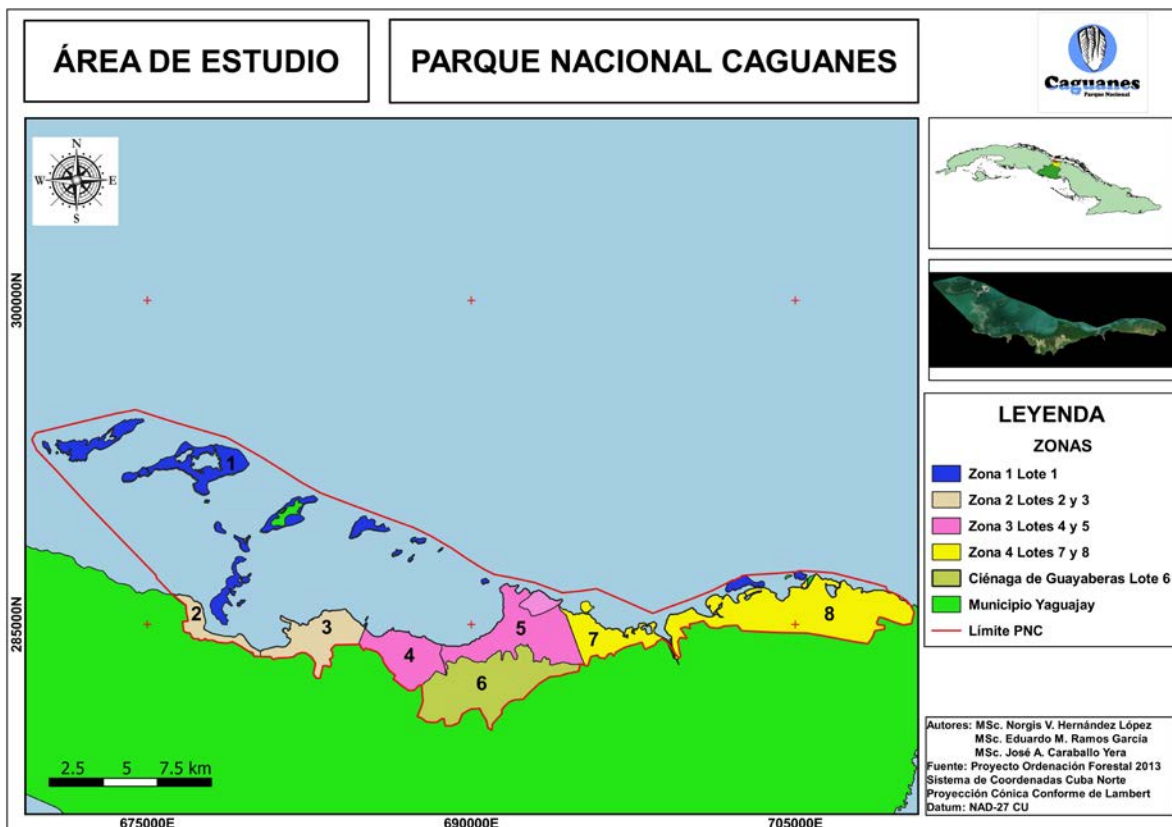 ÁREA DE ESTUDIO
PARQUE NACIONAL CAGUANES
Caguanes
Parque Nacional
N
W
E
S
300000N
285000N
1
2
3
4
5
6
7
8
2.5 5 7.5 km
675000E
690000E
705000E
LEYENDA
ZONAS
Zona 1 Lote 1
Zona 2 Lotes 2 y 3
Zona 3 Lotes 4 y 5
Zona 4 Lotes 7 y 8
Ciénaga de Guayaberas Lote 6
Municipio Yaguajay
Límite PNC
Autores: MSc. Norgis V. Hernández López
MSc. Eduardo M. Ramos García
MSc. José A. Caraballo Yera
Fuente: Proyecto Ordenación Forestal 2013
Sistema de Coordenadas Cuba Norte
Proyección Cónica Conforme de Lambert
Datum: NAD-27 CU